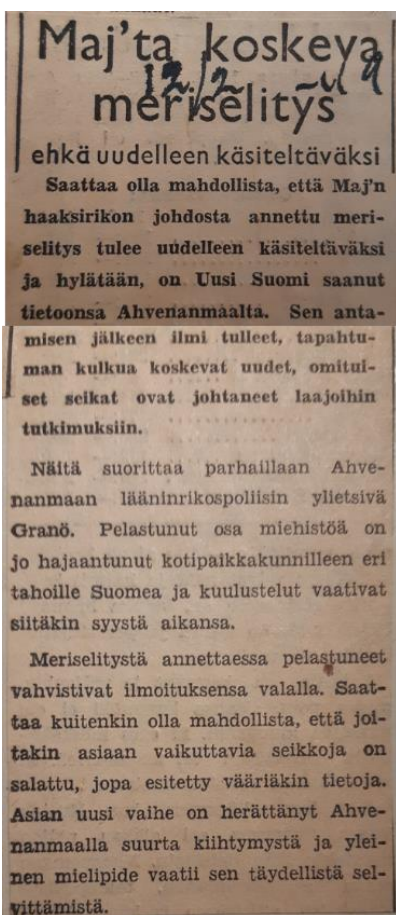 Maj'ta koskeva
12/2 49
meriselitys
ehkä uudelleen käsiteltäväksi
Saattaa olla mahdollista, että Maj'n
haaksirikon johdosta annettu meri-
selitys tulee uudelleen käsiteltäväksi
ja hylätään, on Uusi Suomi saanut
tietoonsa Ahvenanmaalta. Sen anta-
misen jälkeen ilmi tulleet, tapahtu-
man kulkua koskevat uudet, omitui-
set seikat ovat johtaneet laajoihin
tutkimuksiin.
Näitä suorittaa parhaillaan Ahve-
nanmaan lääninrikospoliisin ylietsivä
Granö. Pelastunut osa miehistöä on
jo hajaantunut kotipaikkakunnilleen eri
tahoille Suomea ja kuulustelut vaativat
siitäkin syystä aikansa.
Meriselitystä annettaessa pelastuneet
vahvistivat ilmoituksensa valalla. Saat-
taa kuitenkin olla mahdollista, että joi-
takin asiaan vaikuttavia seikkoja on
salattu, jopa esitetty vääriäkin tietoja.
Asian uusi vaihe on herättänyt Ahve-
nanmaalla suurta kiihtymystä ja ylei-
nen mielipide vaatii sen täydellistä sel-
vittämistä.